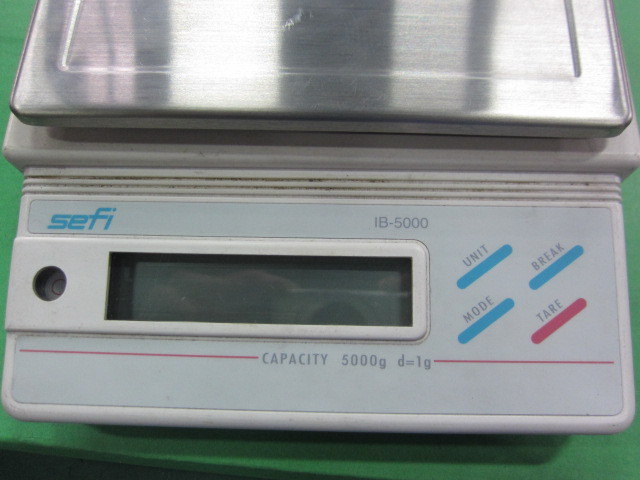 sefi
IB-5000
UNIT
BREAK
MODE
TARE
CAPACITY 5000g d=1g